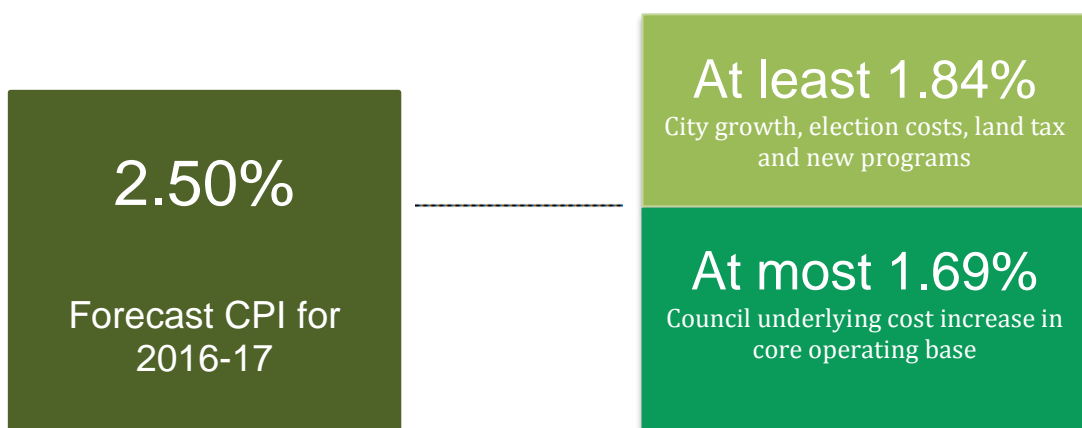 2.50%
Forecast CPI for
2016-17
At least 1.84%
City growth, election costs, land tax
and new programs
At most 1.69%
Council underlying cost increase in
core operating base